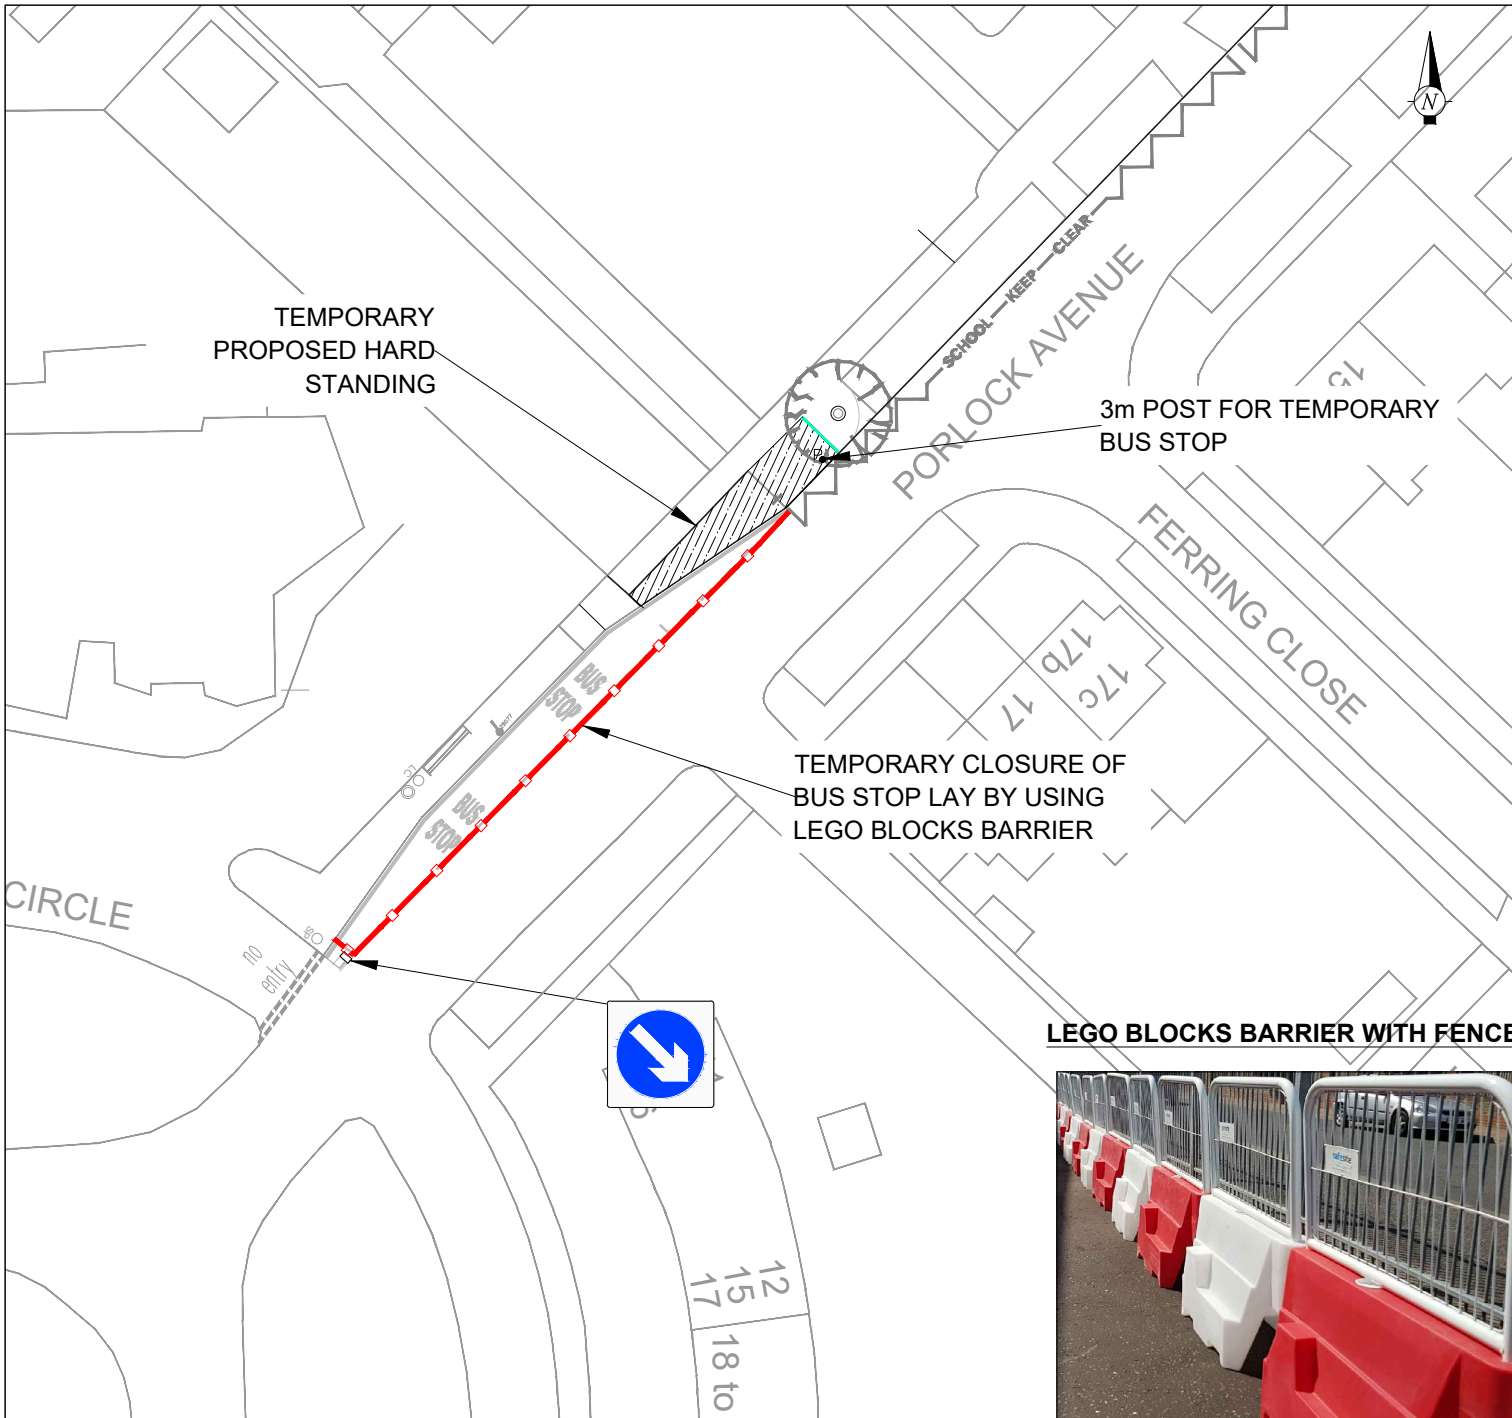 N
SCHOOL KEEP CLEAR
PORLOCK AVENUE
TEMPORARY
PROPOSED HARD
STANDING
15
3m POST FOR TEMPORARY
BUS STOP
P
FERRING CLOSE
17b
17c
17
BUS
STOP
TEMPORARY CLOSURE OF
BUS STOP LAY BY USING
LEGO BLOCKS BARRIER
BUS
STOP
CIRCLE
no
entry
LEGO BLOCKS BARRIER WITH FENCE
safesite
12
15
17
18 to